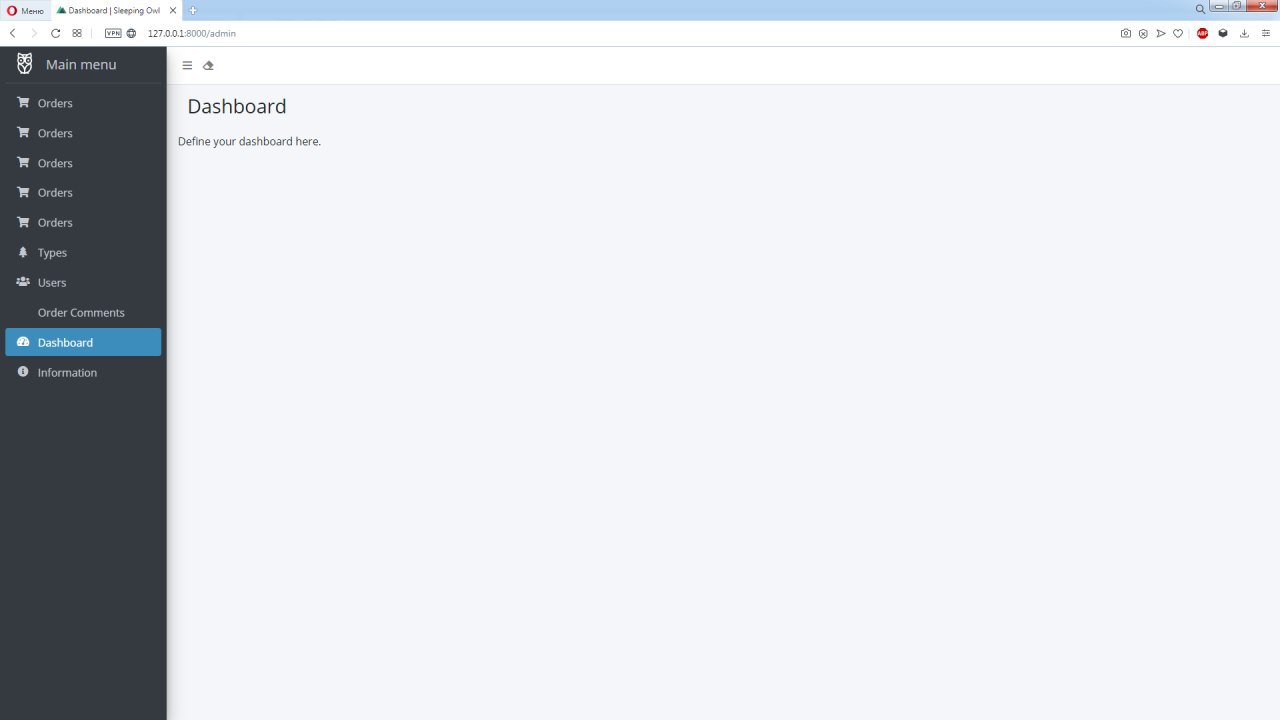 Меню
Dashboard | Sleeping Owl
VPN
127.0.0.1:8000/admin
ABP
Main menu
Orders
Orders
Orders
Orders
Orders
Types
Users
Order Comments
Dashboard
Information
Dashboard
Define your dashboard here.